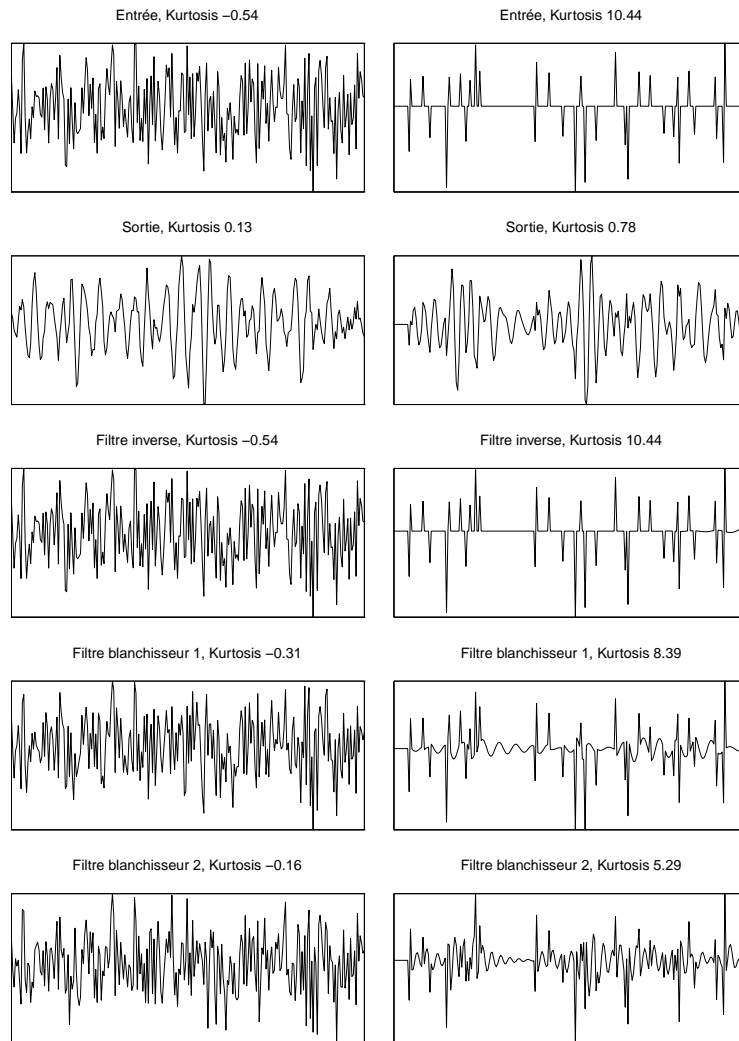 Entrée, Kurtosis −0.54
Entrée, Kurtosis 10.44
Sortie, Kurtosis 0.13
Sortie, Kurtosis 0.78
Filtre inverse, Kurtosis −0.54
Filtre inverse, Kurtosis 10.44
Filtre blanchisseur 1, Kurtosis −0.31
Filtre blanchisseur 1, Kurtosis 8.39
Filtre blanchisseur 2, Kurtosis −0.16
Filtre blanchisseur 2, Kurtosis 5.29